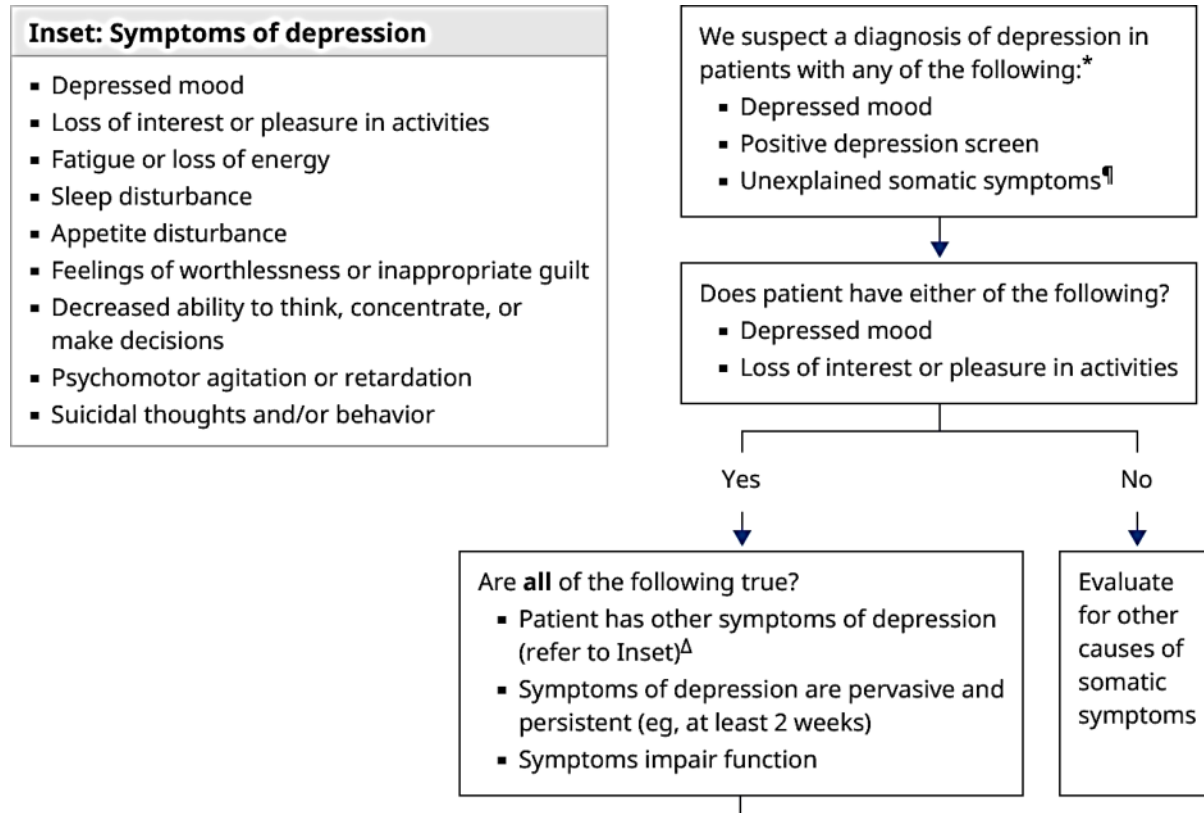 Inset: Symptoms of depression
▪ Depressed mood
▪ Loss of interest or pleasure in activities
▪ Fatigue or loss of energy
▪ Sleep disturbance
▪ Appetite disturbance
▪ Feelings of worthlessness or inappropriate guilt
▪ Decreased ability to think, concentrate, or
make decisions
▪ Psychomotor agitation or retardation
▪ Suicidal thoughts and/or behavior
We suspect a diagnosis of depression in
patients with any of the following:*
▪ Depressed mood
▪ Positive depression screen
▪ Unexplained somatic symptoms¶
Does patient have either of the following?
▪ Depressed mood
▪ Loss of interest or pleasure in activities
Yes
No
Are all of the following true?
▪ Patient has other symptoms of depression
(refer to Inset)Δ
▪ Symptoms of depression are pervasive and
persistent (eg, at least 2 weeks)
▪ Symptoms impair function
Evaluate
for other
causes of
somatic
symptoms